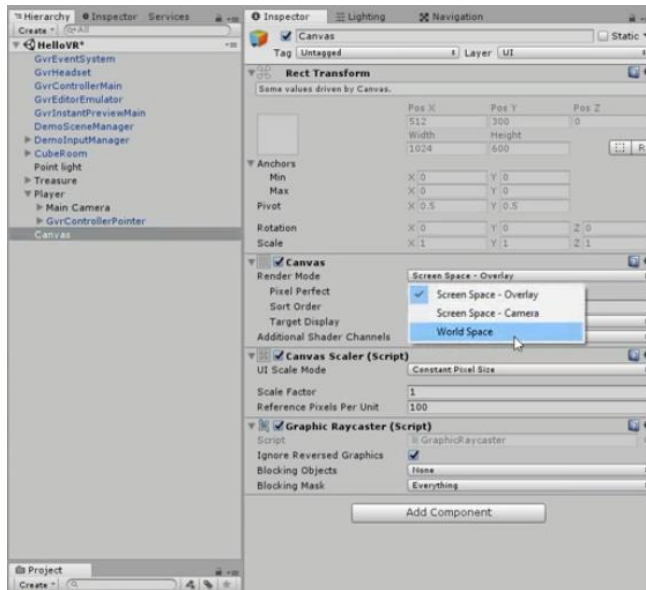 Hierarchy
Inspector
Services
Create
All
HelloVR*
GvrEventSystem
GvrHeadset
GvrControllerMain
GvrEditorEmulator
GvrInstantPreviewMain
DemoSceneManager
DemoInputManager
CubeRoom
Point light
Treasure
Player
Main Camera
GvrControllerPointer
Canvas
Project
Create
Inspector
Lighting
Navigation
Canvas
Static
Tag Untagged Layer UI
Rect Transform
Some values driven by Canvas.
Pos X Pos Y Pos Z
512 300 0
Width Height
1024 600
R
Anchors
Min X 0 Y 0
Max X 0 Y 0
Pivot X 0.5 Y 0.5
Rotation X 0 Y 0 Z 0
Scale X 1 Y 1 Z 1
Canvas
Render Mode Screen Space - Overlay
Pixel Perfect Screen Space - Overlay
Sort Order Screen Space - Camera
Target Display World Space
Additional Shader Channels
Canvas Scaler (Script)
UI Scale Mode Constant Pixel Size
Scale Factor 1
Reference Pixels Per Unit 100
Graphic Raycaster (Script)
Script GraphicRaycaster
Ignore Reversed Graphics
Blocking Objects None
Blocking Mask Everything
Add Component